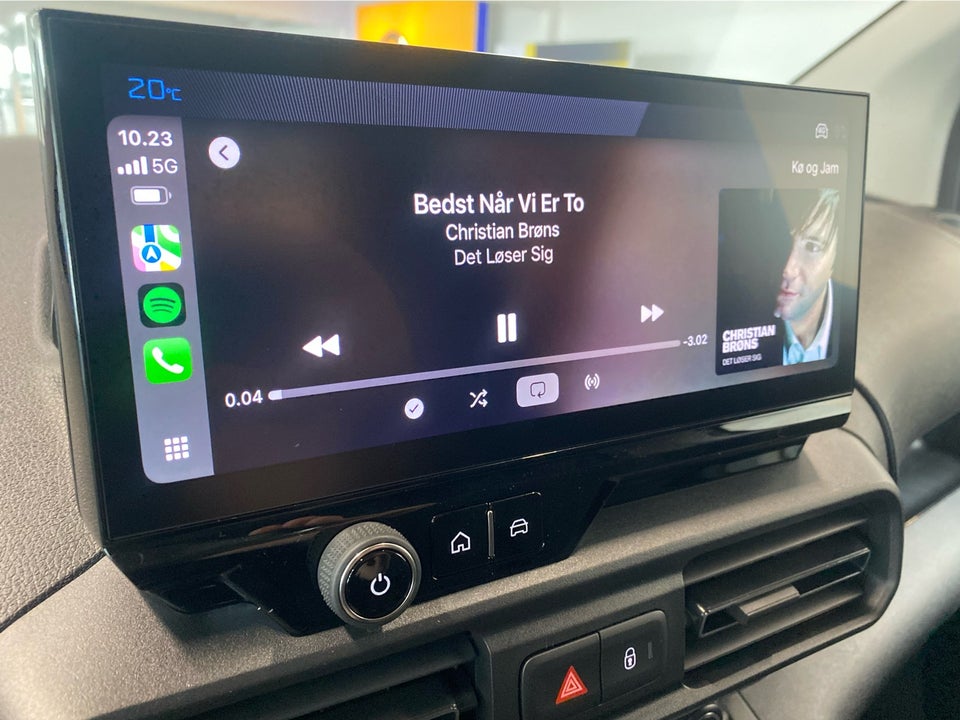 20°C
10.23
5G
Kø og Jam
Bedst Når Vi Er To
Christian Brøns
Det Løser Sig
0.04
-3.02
CHRISTIAN
BRØNS
DET LØSER SIG